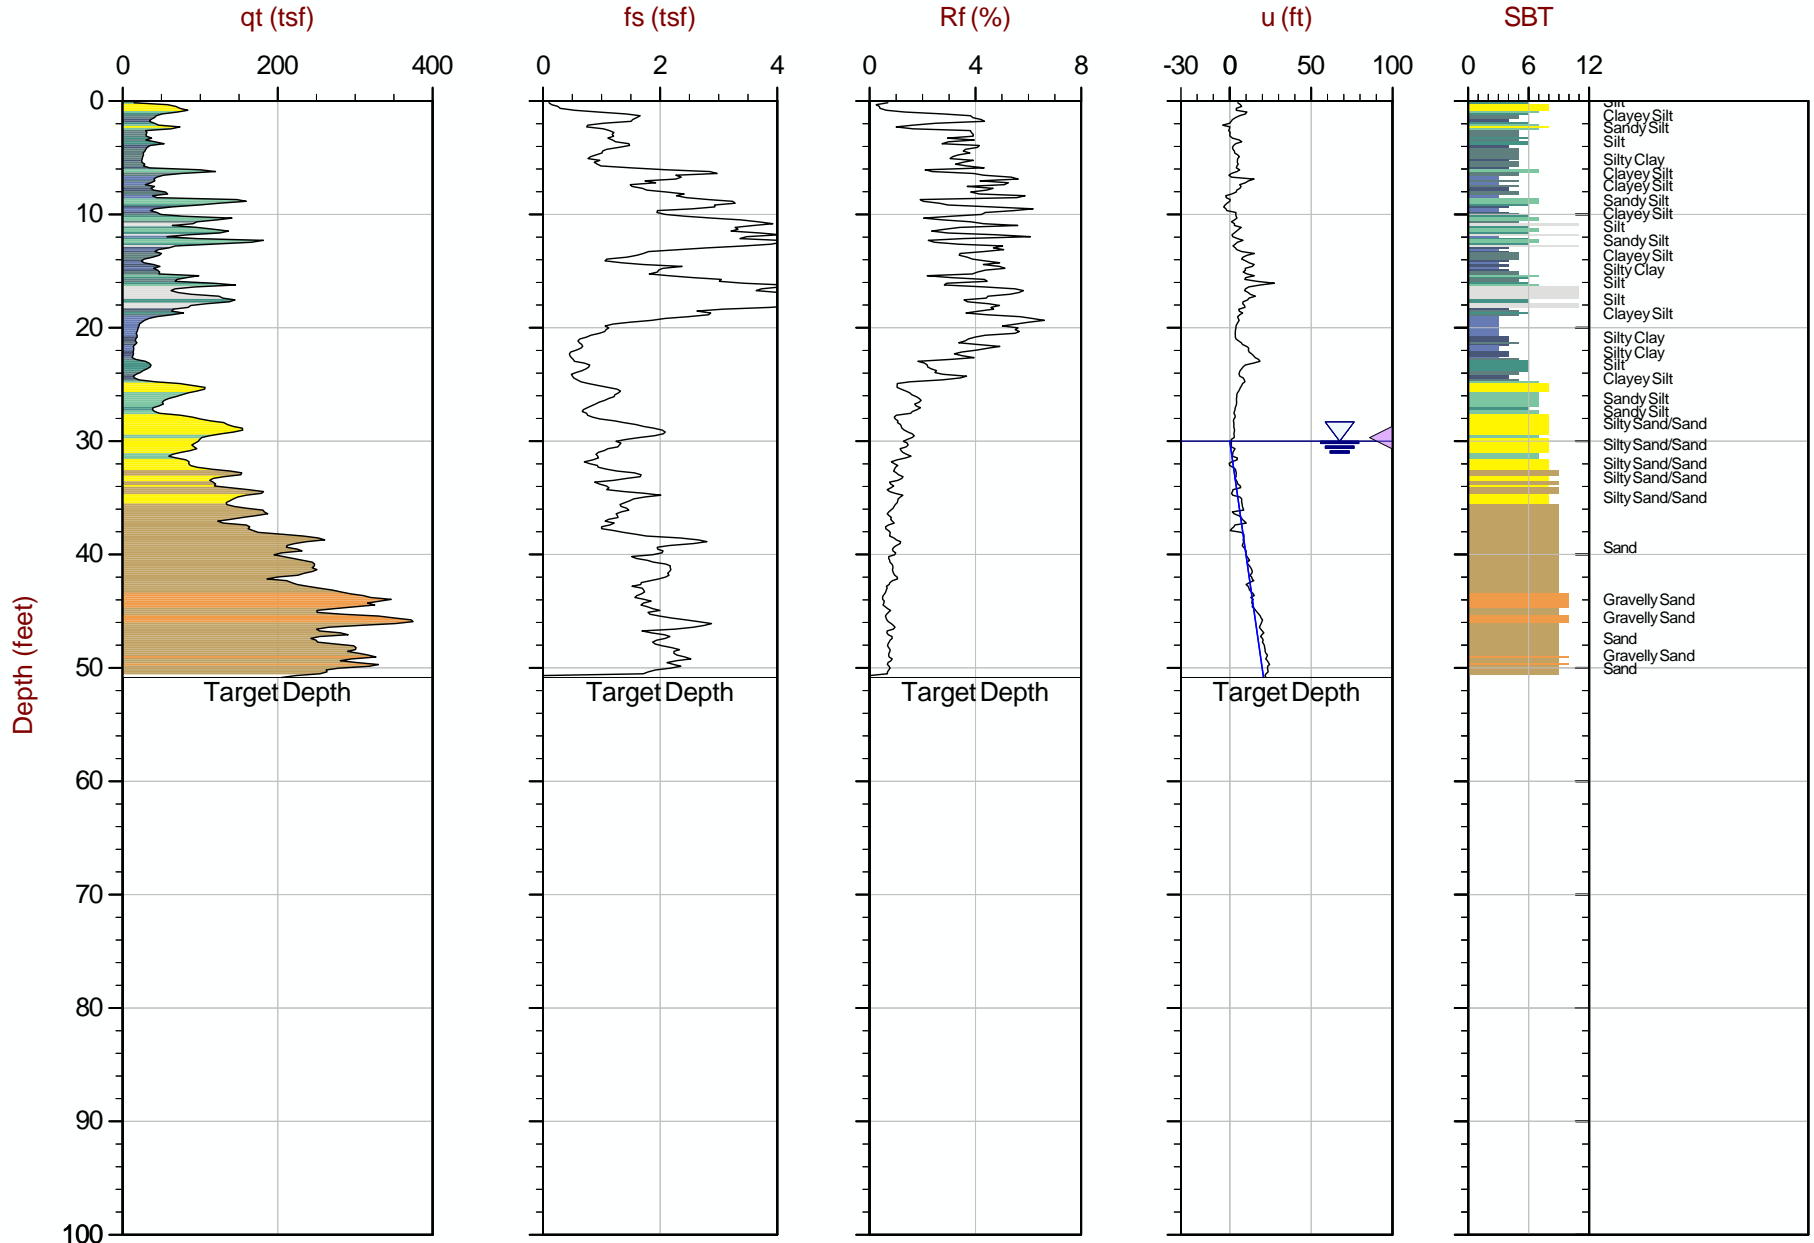 qt (tsf) fs (tsf) Rf (%) u (ft) SBT
0 200 400 0 2 4 0 4 8 -30 0 50 100 0 6 12
0
10
20
30
40
50
60
70
80
90
100
Depth (feet)
Silt
Clayey Silt
Sandy Silt
Silt
Silty Clay
Clayey Silt
Clayey Silt
Sandy Silt
Clayey Silt
Silt
Sandy Silt
Clayey Silt
Silty Clay
Silt
Silt
Clayey Silt
Silty Clay
Silty Clay
Silt
Clayey Silt
Sandy Silt
Sandy Silt
Silty Sand/Sand
Silty Sand/Sand
Silty Sand/Sand
Silty Sand/Sand
Silty Sand/Sand
Sand
Gravelly Sand
Gravelly Sand
Sand
Gravelly Sand
Sand
Target Depth Target Depth Target Depth Target Depth